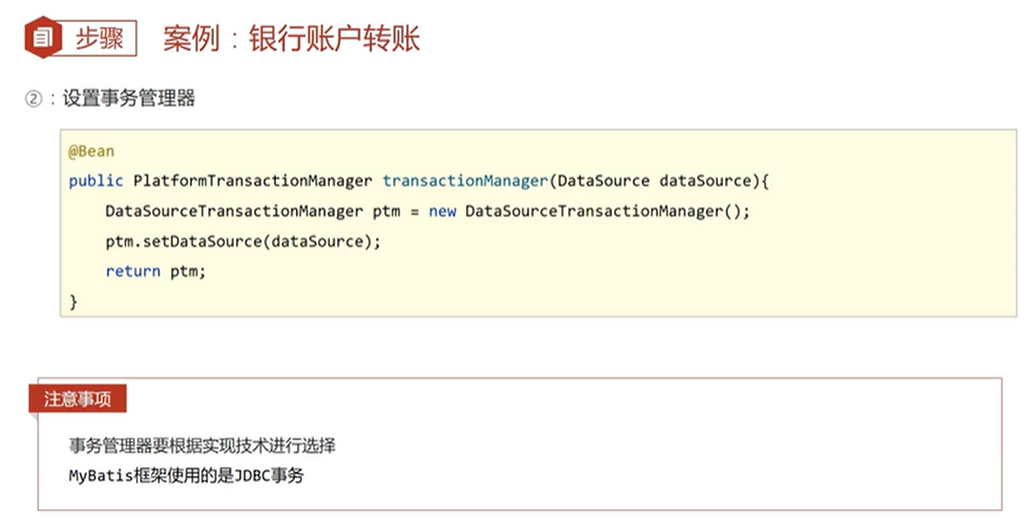 步骤 案例：银行账户转账
②：设置事务管理器
@Bean
public PlatformTransactionManager transactionManager(DataSource dataSource){
    DataSourceTransactionManager ptm = new DataSourceTransactionManager();
    ptm.setDataSource(dataSource);
    return ptm;
}
注意事项
事务管理器要根据实现技术进行选择
MyBatis框架使用的是JDBC事务